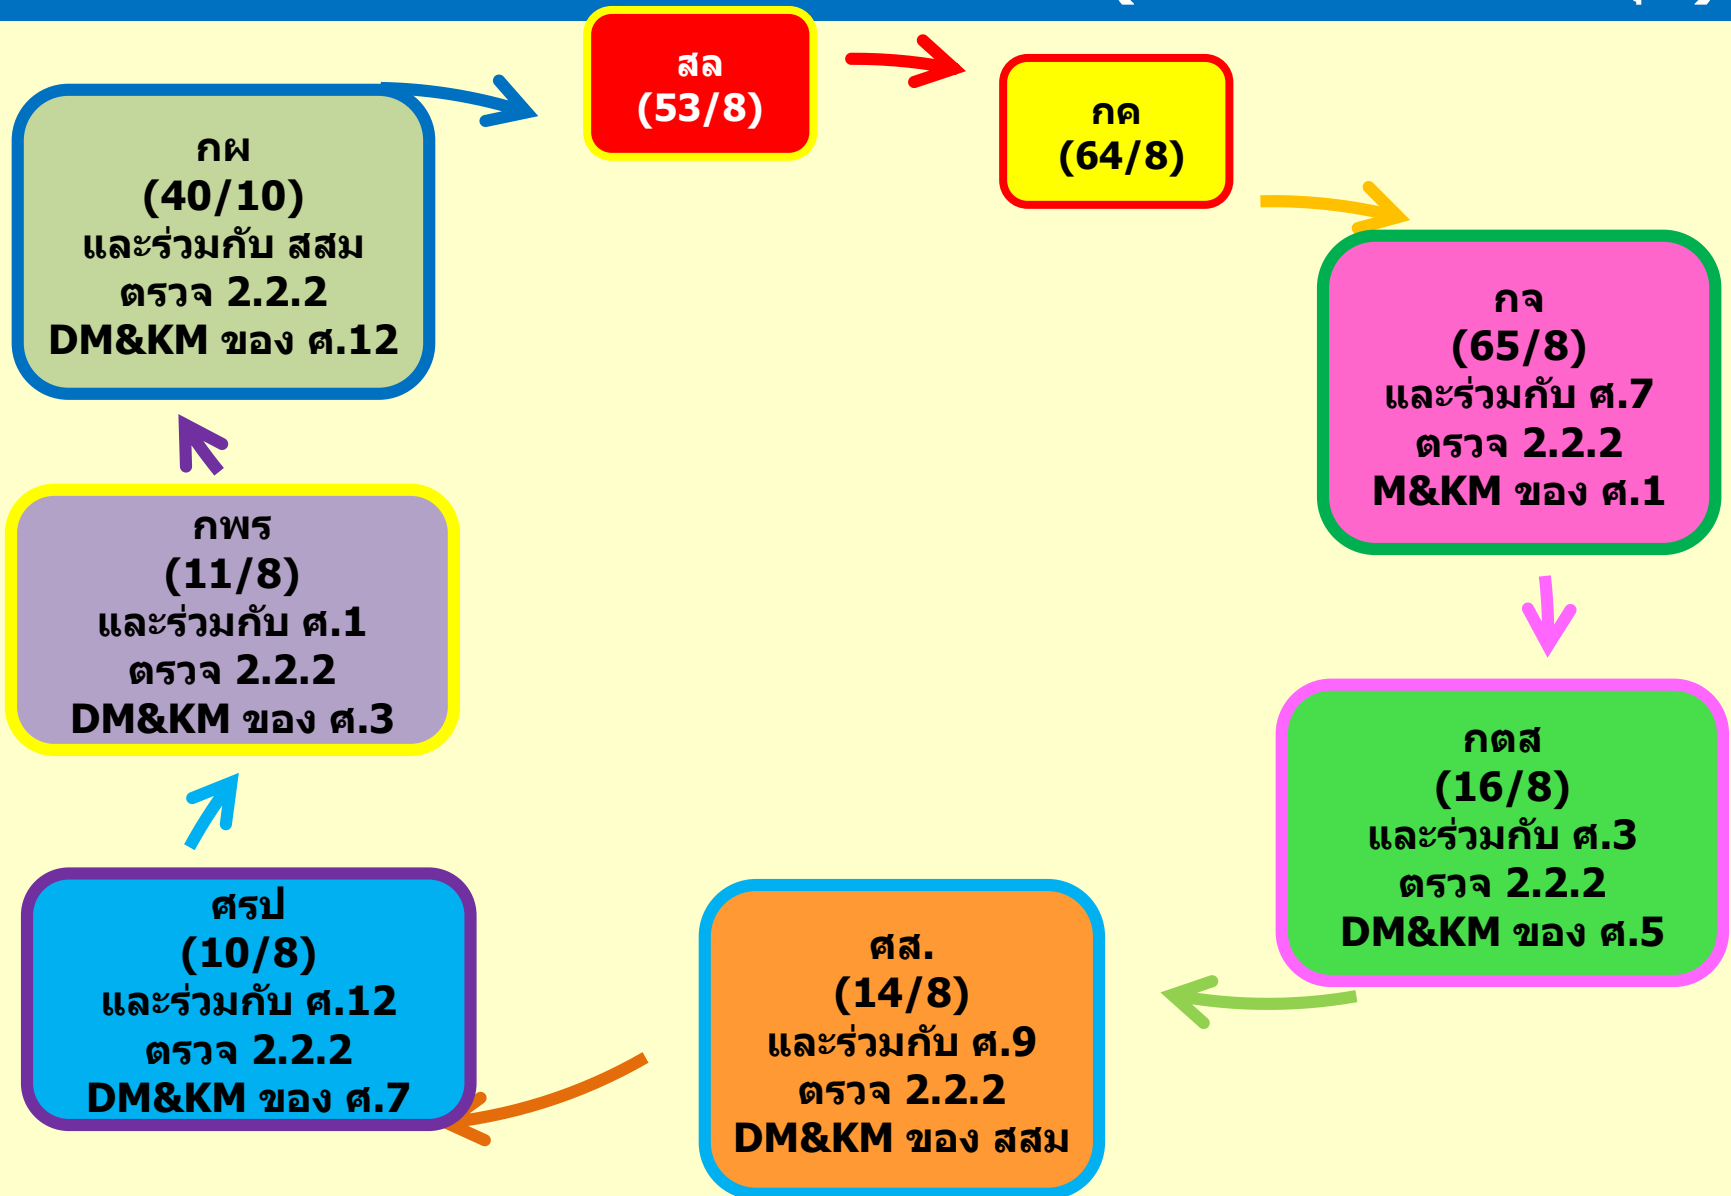 สล
(53/8)
กค
(64/8)
กจ
(65/8)
และร่วมกับ ศ.7
ตรวจ 2.2.2
M&KM ของ ศ.1
กตส
(16/8)
และร่วมกับ ศ.3
ตรวจ 2.2.2
DM&KM ของ ศ.5
ศส.
(14/8)
และร่วมกับ ศ.9
ตรวจ 2.2.2
DM&KM ของ สสม
ศรป
(10/8)
และร่วมกับ ศ.12
ตรวจ 2.2.2
DM&KM ของ ศ.7
กพร
(11/8)
และร่วมกับ ศ.1
ตรวจ 2.2.2
DM&KM ของ ศ.3
กผ
(40/10)
และร่วมกับ สสม
ตรวจ 2.2.2
DM&KM ของ ศ.12